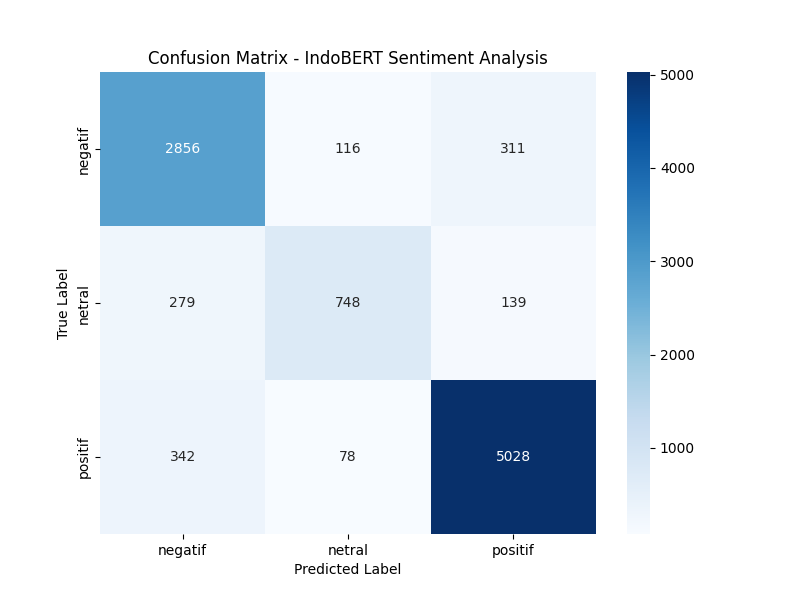 Confusion Matrix - IndoBERT Sentiment Analysis
True Label
negatif
2856 116 311
netral
279 748 139
positif
342 78 5028
negatif netral positif
Predicted Label
5000
4000
3000
2000
1000